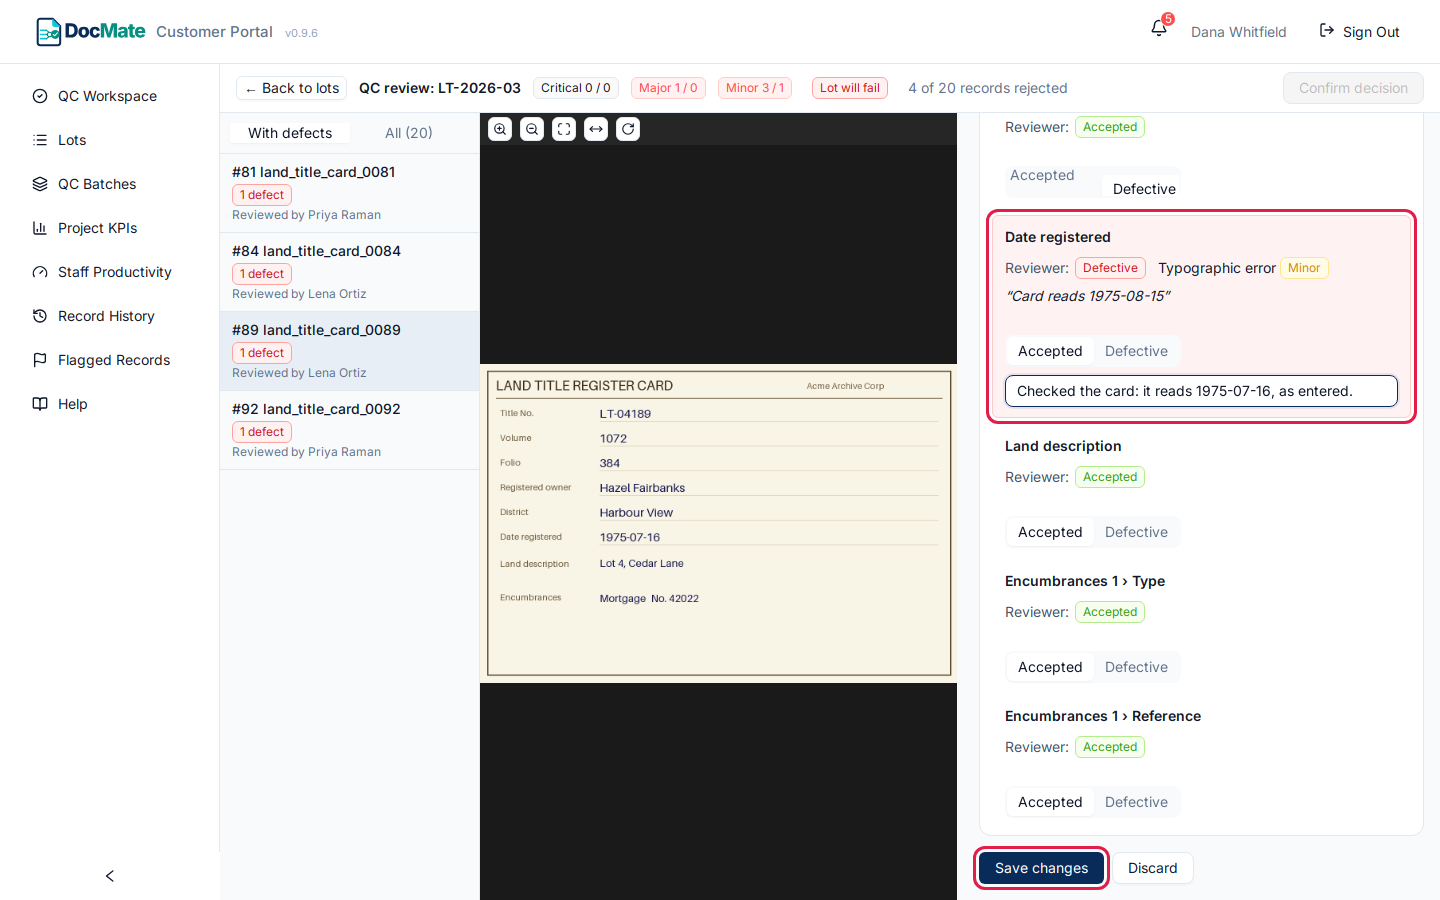 DocMate Customer Portal v0.9.6
5
Dana Whitfield
Sign Out
QC Workspace
Lots
QC Batches
Project KPIs
Staff Productivity
Record History
Flagged Records
Help
← Back to lots
QC review: LT-2026-03
Critical 0 / 0
Major 1 / 0
Minor 3 / 1
Lot will fail
4 of 20 records rejected
Confirm decision
With defects
All (20)
#81 land_title_card_0081
1 defect
Reviewed by Priya Raman
#84 land_title_card_0084
1 defect
Reviewed by Lena Ortiz
#89 land_title_card_0089
1 defect
Reviewed by Lena Ortiz
#92 land_title_card_0092
1 defect
Reviewed by Priya Raman
LAND TITLE REGISTER CARD
Acme Archive Corp
Title No. LT-04189
Volume 1072
Folio 384
Registered owner Hazel Fairbanks
District Harbour View
Date registered 1975-07-16
Land description Lot 4, Cedar Lane
Encumbrances Mortgage No. 42022
Reviewer: Accepted
Accepted Defective
Date registered
Reviewer: Defective Typographic error Minor
“Card reads 1975-08-15”
Accepted Defective
Checked the card: it reads 1975-07-16, as entered.
Land description
Reviewer: Accepted
Accepted Defective
Encumbrances 1 › Type
Reviewer: Accepted
Accepted Defective
Encumbrances 1 › Reference
Reviewer: Accepted
Accepted Defective
Save changes
Discard